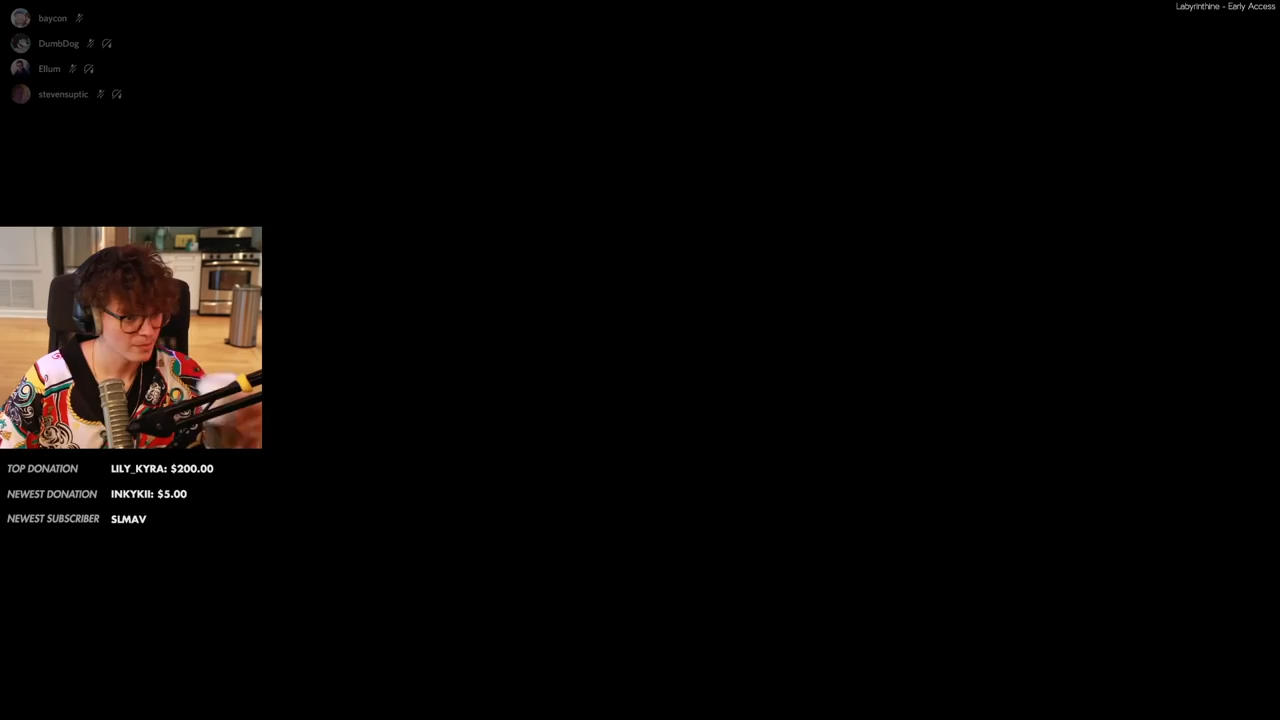 baycon
Labyrinthine - Early Access
DumbDog
Ellum
stevensuptic
TOP DONATION LILY_KYRA: $200.00
NEWEST DONATION INKYKII: $5.00
NEWEST SUBSCRIBER SLMAV